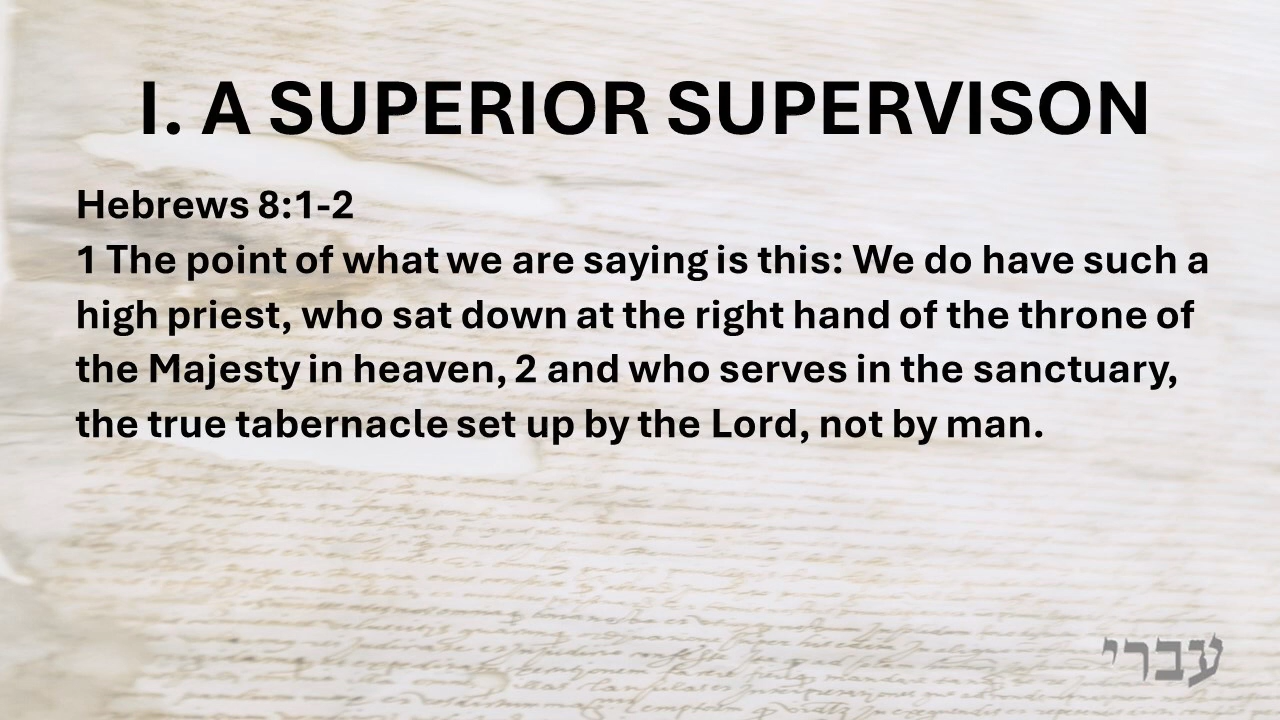 I. A SUPERIOR SUPERVISON
Hebrews 8:1-2
1 The point of what we are saying is this: We do have such a
high priest, who sat down at the right hand of the throne of
the Majesty in heaven, 2 and who serves in the sanctuary,
the true tabernacle set up by the Lord, not by man.
עברי